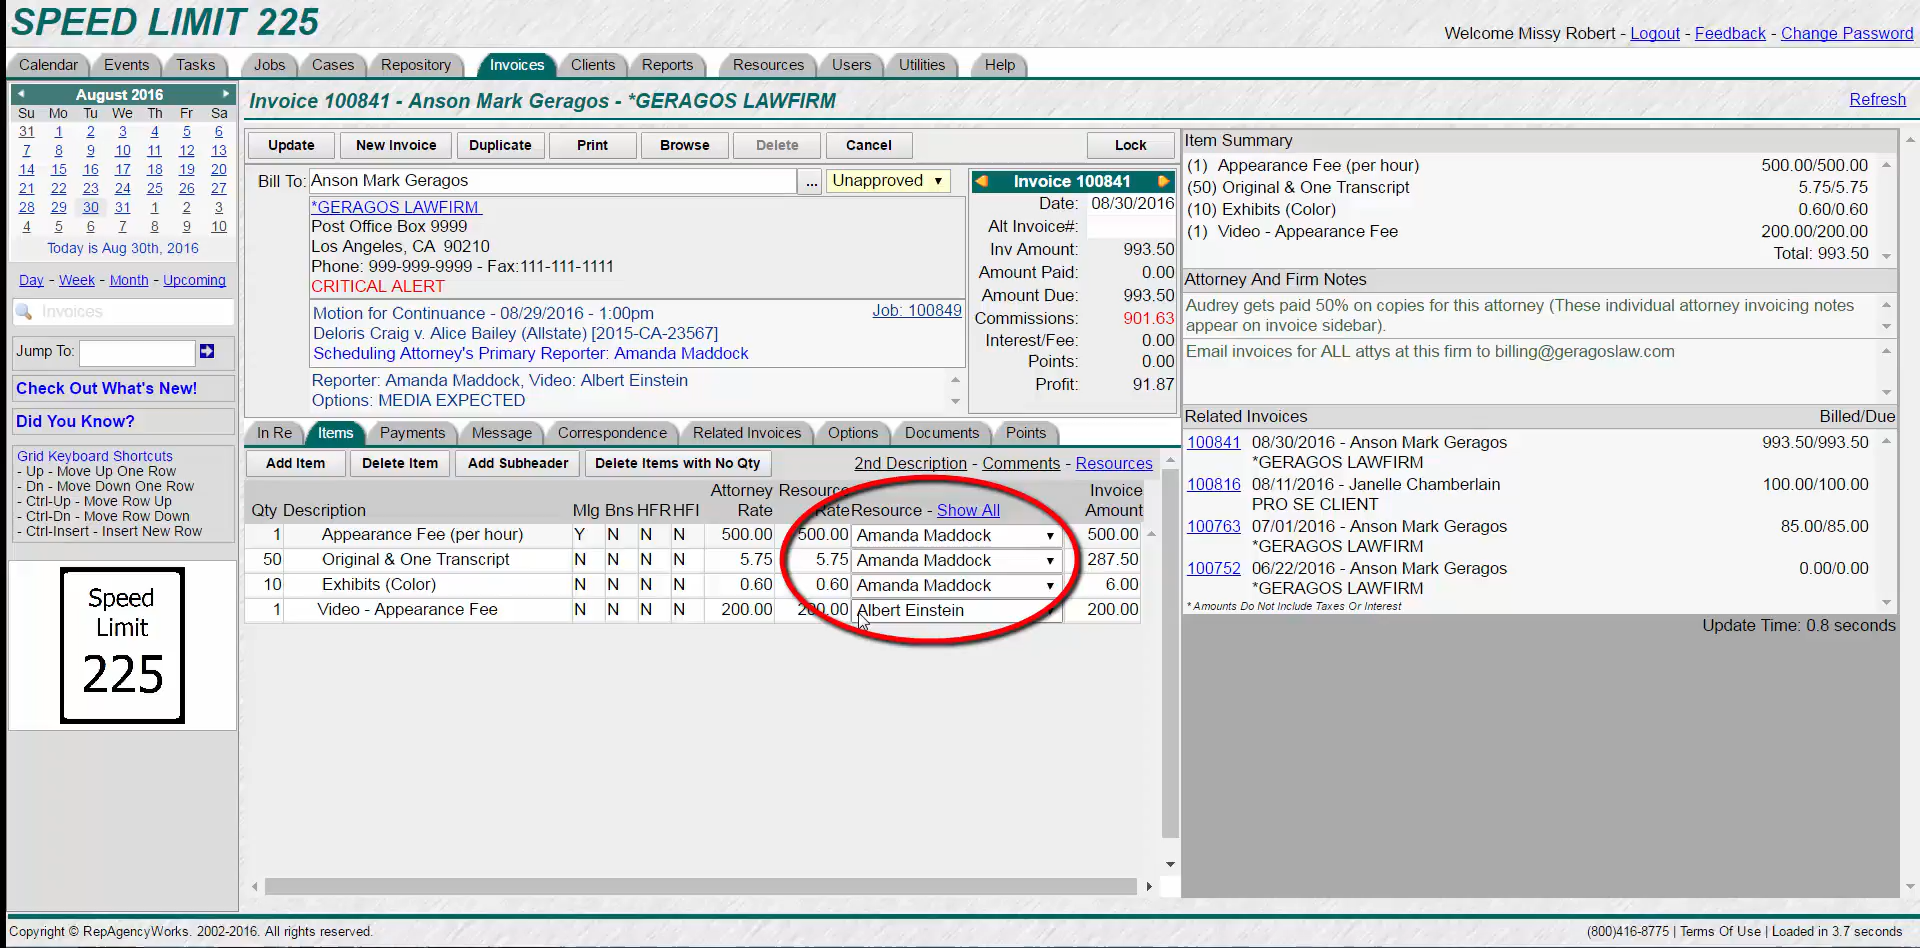 SPEED LIMIT 225
Welcome Missy Robert - Logout - Feedback - Change Password
Calendar Events Tasks Jobs Cases Repository Invoices Clients Reports Resources Users Utilities Help
August 2016
Su Mo Tu We Th Fr Sa
31 1 2 3 4 5 6
7 8 9 10 11 12 13
14 15 16 17 18 19 20
21 22 23 24 25 26 27
28 29 30 31 1 2 3
4 5 6 7 8 9 10
Today is Aug 30th, 2016
Day - Week - Month - Upcoming
Invoices
Jump To:
Check Out What's New!
Did You Know?
Grid Keyboard Shortcuts
- Up - Move Up One Row
- Dn - Move Down One Row
- Ctrl-Up - Move Row Up
- Ctrl-Dn - Move Row Down
- Ctrl-Insert - Insert New Row
Speed
Limit
225
Invoice 100841 - Anson Mark Geragos - *GERAGOS LAWFIRM
Refresh
Update New Invoice Duplicate Print Browse Delete Cancel Lock
Bill To: Anson Mark Geragos ... Unapproved
*GERAGOS LAWFIRM
Post Office Box 9999
Los Angeles, CA 90210
Phone: 999-999-9999 - Fax:111-111-1111
CRITICAL ALERT
Motion for Continuance - 08/29/2016 - 1:00pm Job: 100849
Deloris Craig v. Alice Bailey (Allstate) [2015-CA-23567]
Scheduling Attorney's Primary Reporter: Amanda Maddock
Reporter: Amanda Maddock, Video: Albert Einstein
Options: MEDIA EXPECTED
Invoice 100841
Date: 08/30/2016
Alt Invoice#:
Inv Amount: 993.50
Amount Paid: 0.00
Amount Due: 993.50
Commissions: 901.63
Interest/Fee: 0.00
Points: 0.00
Profit: 91.87
In Re Items Payments Message Correspondence Related Invoices Options Documents Points
Add Item Delete Item Add Subheader Delete Items with No Qty 2nd Description - Comments - Resources
Attorney Resource Invoice
Qty Description Mlg Bns HFR HFI Rate Rate Resource - Show All Amount
1 Appearance Fee (per hour) Y N N N 500.00 500.00 Amanda Maddock 500.00
50 Original & One Transcript N N N N 5.75 5.75 Amanda Maddock 287.50
10 Exhibits (Color) N N N N 0.60 0.60 Amanda Maddock 6.00
1 Video - Appearance Fee N N N N 200.00 200.00 Albert Einstein 200.00
Item Summary
(1) Appearance Fee (per hour) 500.00/500.00
(50) Original & One Transcript 5.75/5.75
(10) Exhibits (Color) 0.60/0.60
(1) Video - Appearance Fee 200.00/200.00
Total: 993.50
Attorney And Firm Notes
Audrey gets paid 50% on copies for this attorney (These individual attorney invoicing notes
appear on invoice sidebar).
Email invoices for ALL attys at this firm to billing@geragoslaw.com
Related Invoices Billed/Due
100841 08/30/2016 - Anson Mark Geragos 993.50/993.50
*GERAGOS LAWFIRM
100816 08/11/2016 - Janelle Chamberlain 100.00/100.00
PRO SE CLIENT
100763 07/01/2016 - Anson Mark Geragos 85.00/85.00
*GERAGOS LAWFIRM
100752 06/22/2016 - Anson Mark Geragos 0.00/0.00
*GERAGOS LAWFIRM
* Amounts Do Not Include Taxes Or Interest
Update Time: 0.8 seconds
Copyright © RepAgencyWorks. 2002-2016. All rights reserved.
(800)416-8775 | Terms Of Use | Loaded in 3.7 seconds